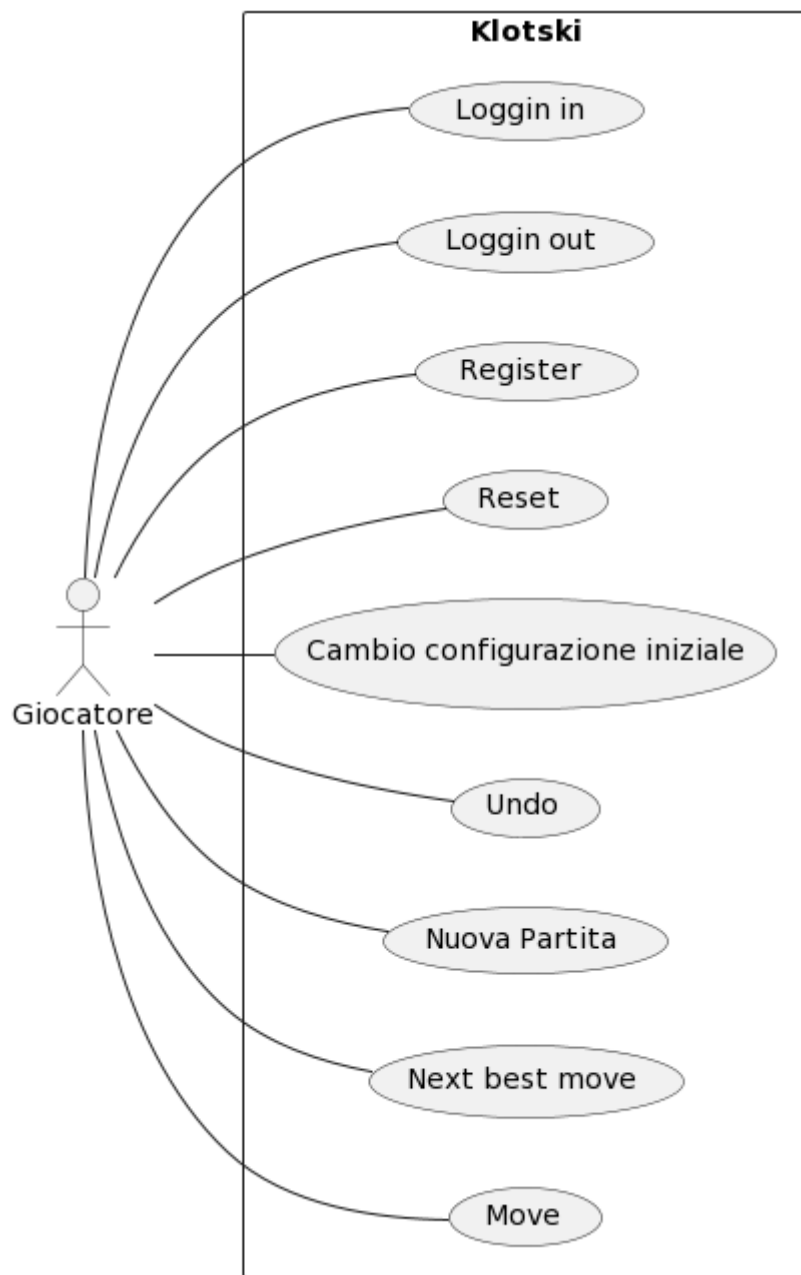 Klotski
Loggin in
Loggin out
Register
Reset
Cambio configurazione iniziale
Giocatore
Undo
Nuova Partita
Next best move
Move